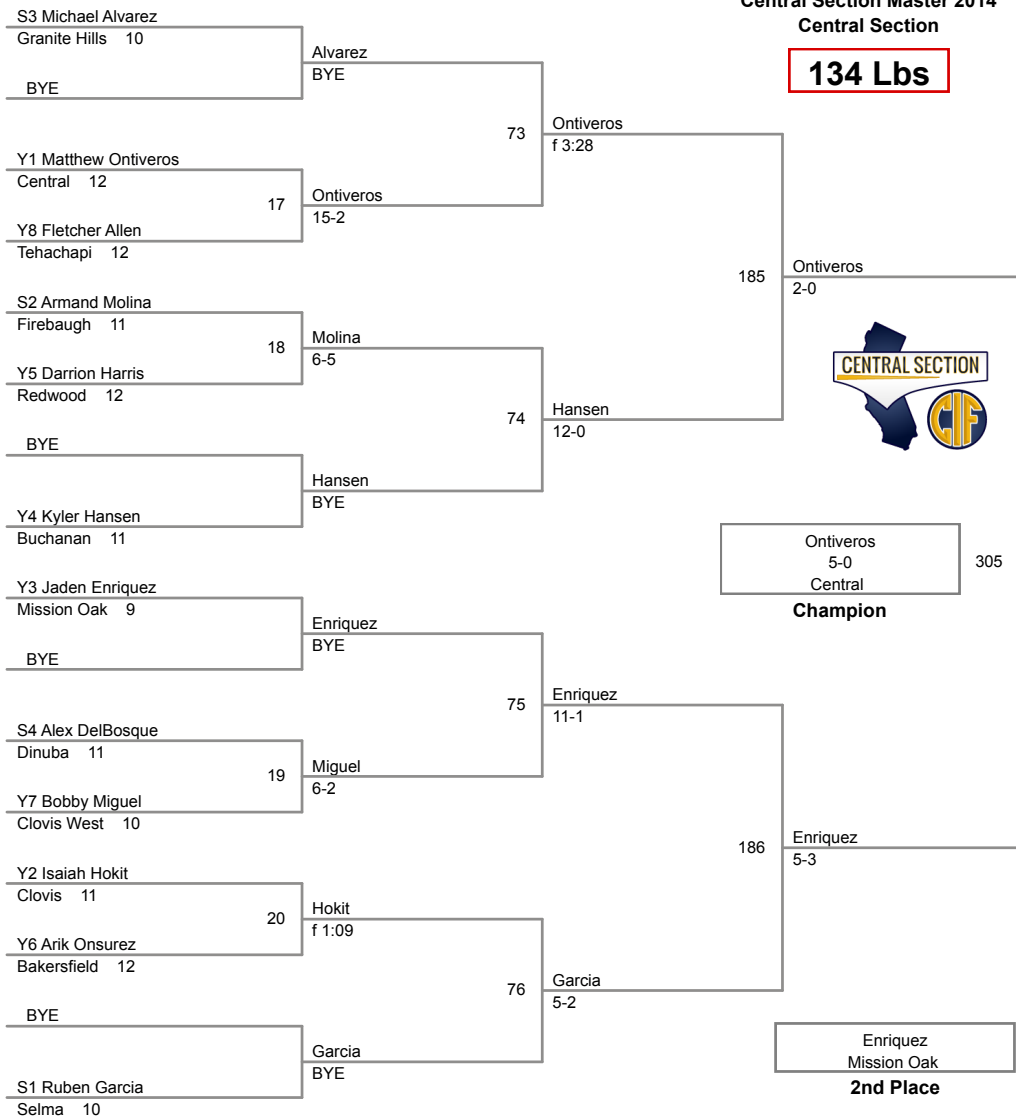 Central Section Master 2014
Central Section
134 Lbs
S3 Michael Alvarez
Granite Hills 10
BYE
Y1 Matthew Ontiveros
Central 12
17
Y8 Fletcher Allen
Tehachapi 12
S2 Armand Molina
Firebaugh 11
18
Y5 Darrion Harris
Redwood 12
BYE
Y4 Kyler Hansen
Buchanan 11
Y3 Jaden Enriquez
Mission Oak 9
BYE
S4 Alex DelBosque
Dinuba 11
19
Y7 Bobby Miguel
Clovis West 10
Y2 Isaiah Hokit
Clovis 11
20
Y6 Arik Onsurez
Bakersfield 12
BYE
S1 Ruben Garcia
Selma 10
Alvarez
BYE
73
Ontiveros
15-2
Molina
6-5
74
Hansen
BYE
Enriquez
BYE
75
Miguel
6-2
Hokit
f 1:09
76
Garcia
BYE
Ontiveros
f 3:28
185
Hansen
12-0
Enriquez
11-1
186
Garcia
5-2
Ontiveros
2-0
CENTRAL SECTION
CIF
Ontiveros
5-0
Central
305
Champion
Enriquez
5-3
Enriquez
Mission Oak
2nd Place